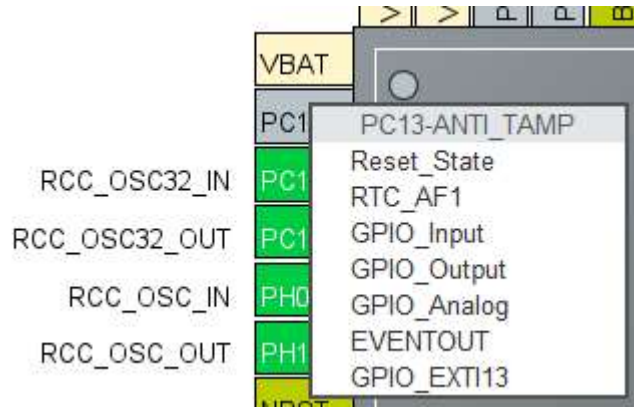 VBAT
PC1
PC13-ANTI_TAMP
Reset_State
RTC_AF1
GPIO_Input
GPIO_Output
GPIO_Analog
EVENTOUT
GPIO_EXTI13
RCC_OSC32_IN PC1
RCC_OSC32_OUT PC1
RCC_OSC_IN PH0
RCC_OSC_OUT PH1